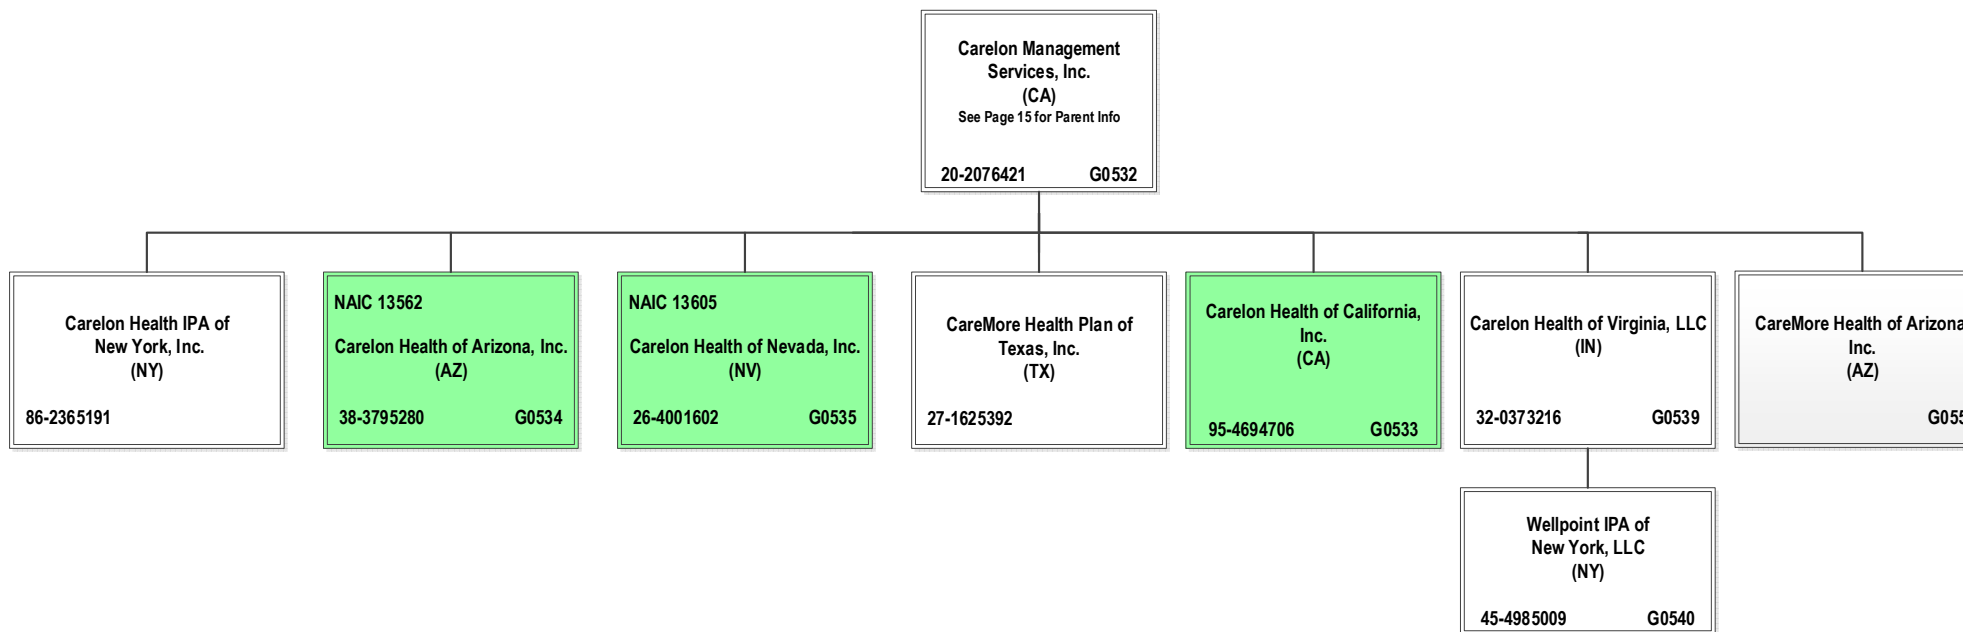 Carelon Management
Services, Inc.
(CA)
See Page 15 for Parent Info
20-2076421 G0532
Carelon Health IPA of
New York, Inc.
(NY)
86-2365191
NAIC 13562
Carelon Health of Arizona, Inc.
(AZ)
38-3795280 G0534
NAIC 13605
Carelon Health of Nevada, Inc.
(NV)
26-4001602 G0535
CareMore Health Plan of
Texas, Inc.
(TX)
27-1625392
Carelon Health of California,
Inc.
(CA)
95-4694706 G0533
Carelon Health of Virginia, LLC
(IN)
32-0373216 G0539
CareMore Health of Arizona
Inc.
(AZ)
Wellpoint IPA of
New York, LLC
(NY)
45-4985009 G0540